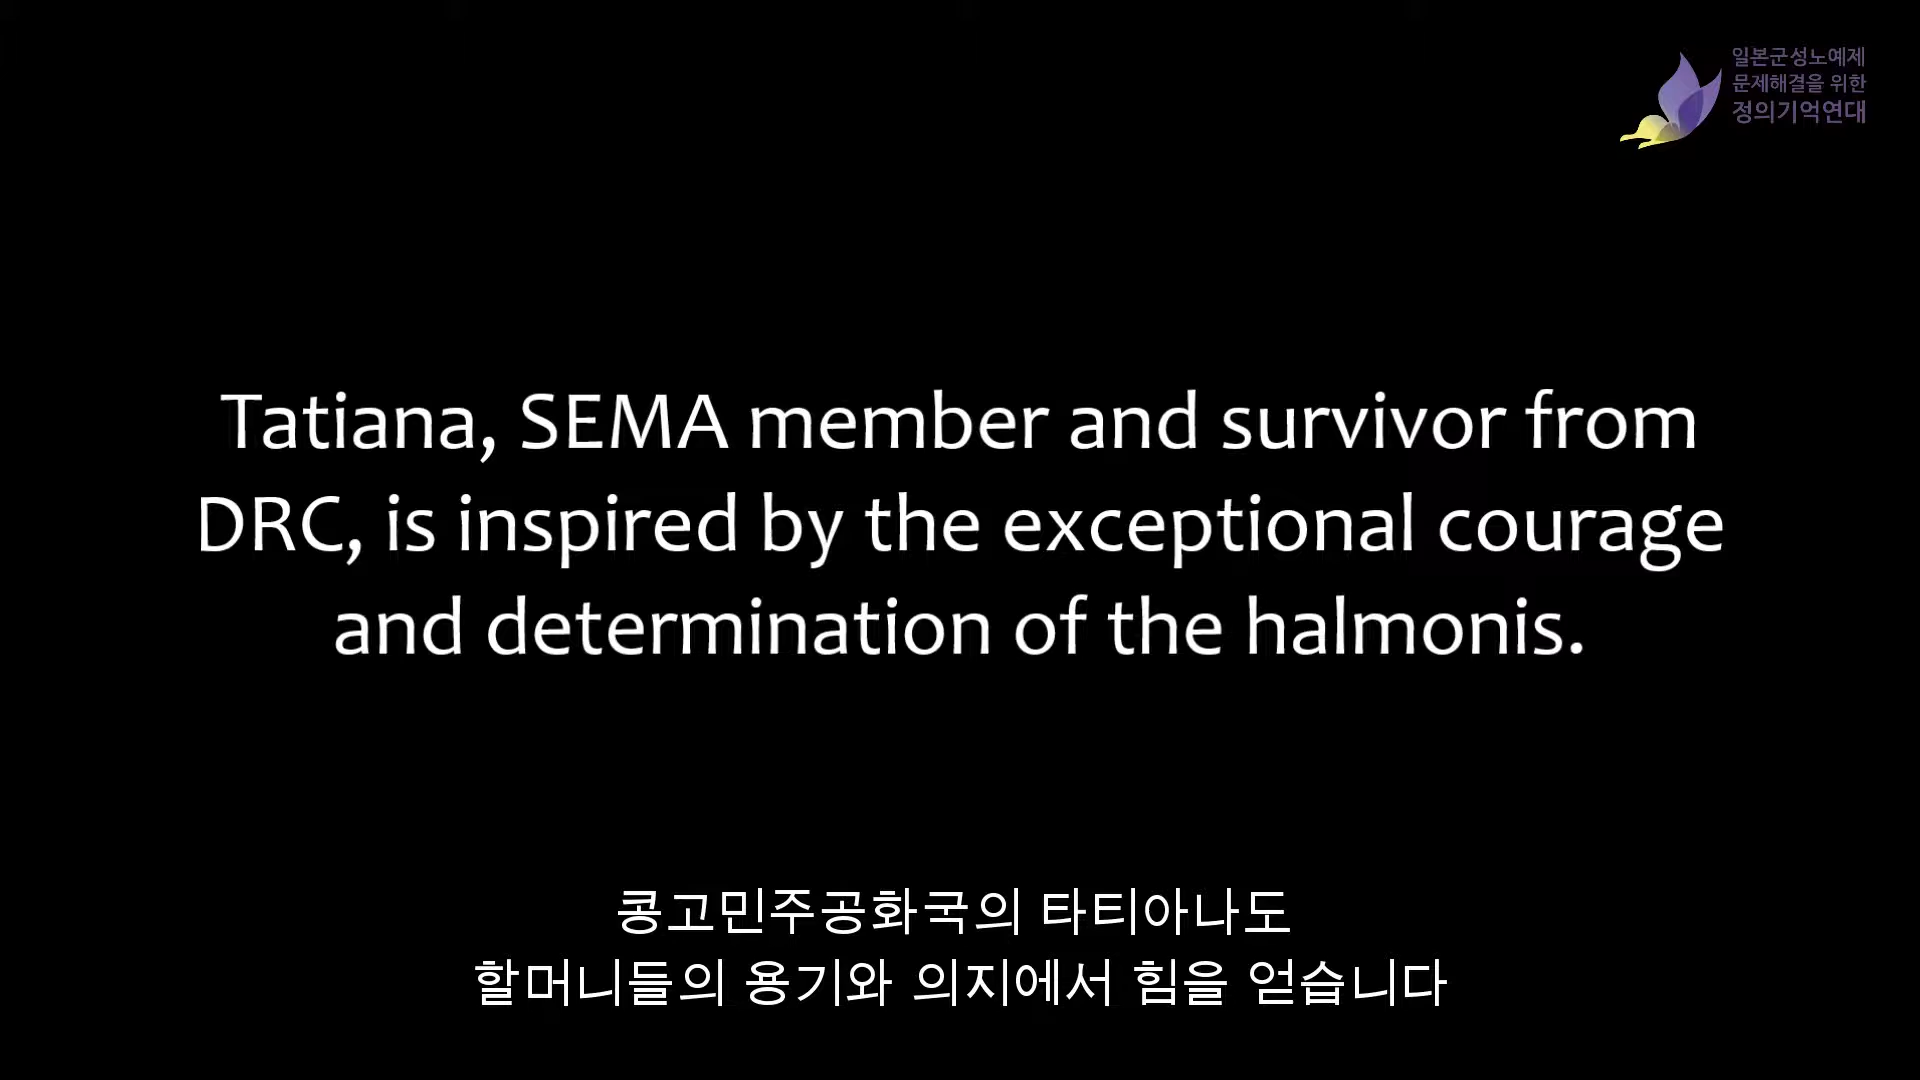 일본군성노예제
문제해결을 위한
정의기억연대
Tatiana, SEMA member and survivor from
DRC, is inspired by the exceptional courage
and determination of the halmonis.
콩고민주공화국의 타티아나도
할머니들의 용기와 의지에서 힘을 얻습니다